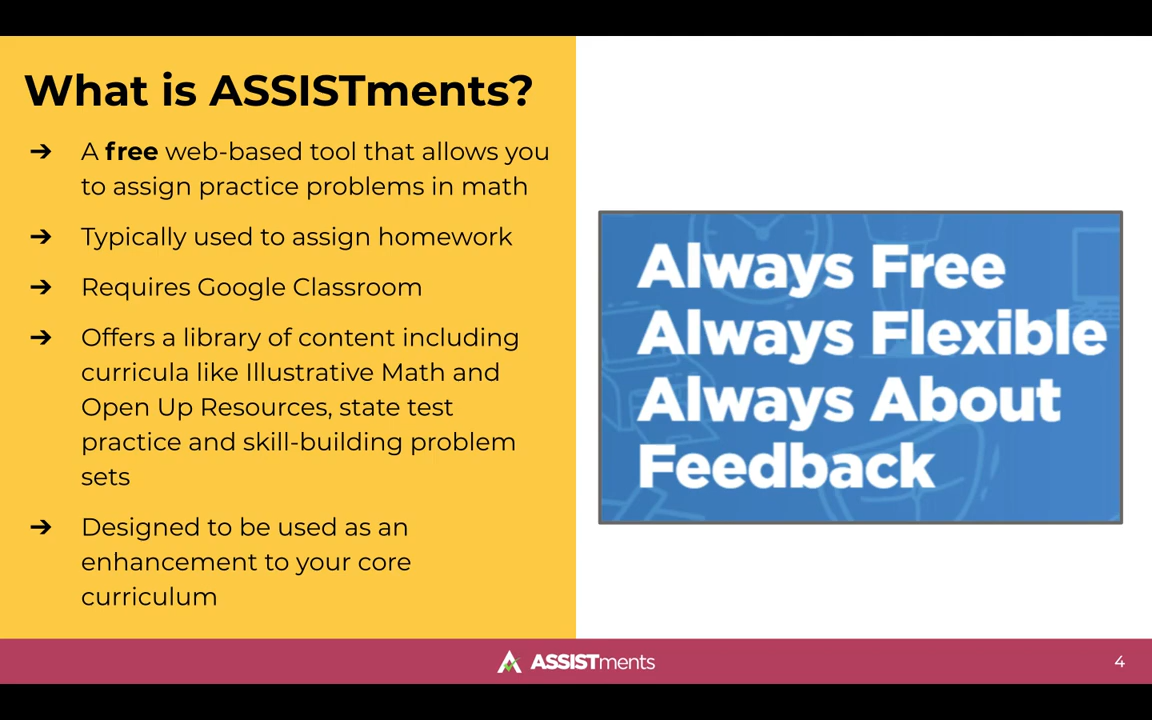 What is ASSISTments?
➔ A free web-based tool that allows you
to assign practice problems in math
➔ Typically used to assign homework
➔ Requires Google Classroom
➔ Offers a library of content including
curricula like Illustrative Math and
Open Up Resources, state test
practice and skill-building problem
sets
➔ Designed to be used as an
enhancement to your core
curriculum
Always Free
Always Flexible
Always About
Feedback
ASSISTments
4